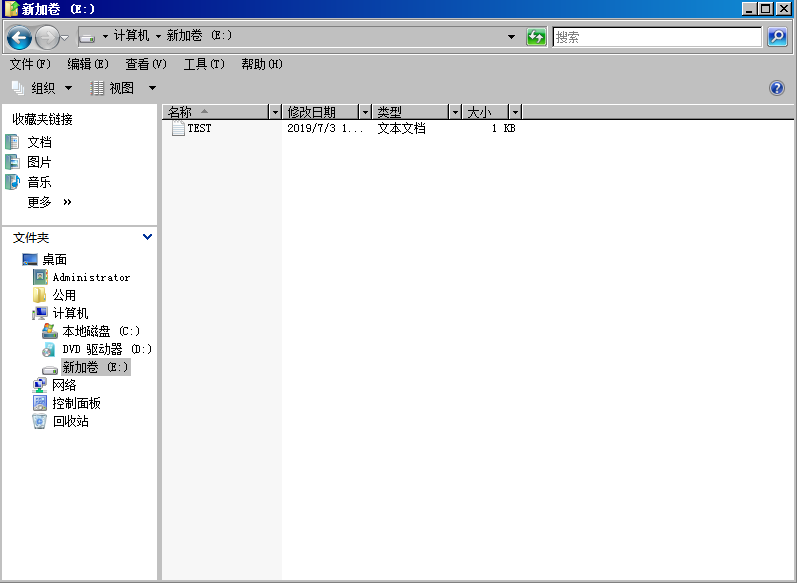 新加卷 (E:)
计算机 新加卷 (E:) 搜索
文件(F) 编辑(E) 查看(V) 工具(T) 帮助(H)
组织 视图
收藏夹链接
文档
图片
音乐
更多 »
文件夹
桌面
Administrator
公用
计算机
本地磁盘 (C:)
DVD 驱动器 (D:)
新加卷 (E:)
网络
控制面板
回收站
名称 修改日期 类型 大小
TEST 2019/7/3 1... 文本文档 1 KB